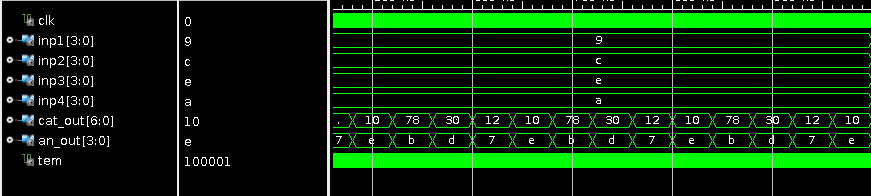 clk 0
inp1[3:0] 9 9
inp2[3:0] c c
inp3[3:0] e e
inp4[3:0] a a
cat_out[6:0] 10 . 10 78 30 12 10 78 30 12 10 78 30 12 10
an_out[3:0] e 7 e b d 7 e b d 7 e b d 7 e
tem 100001